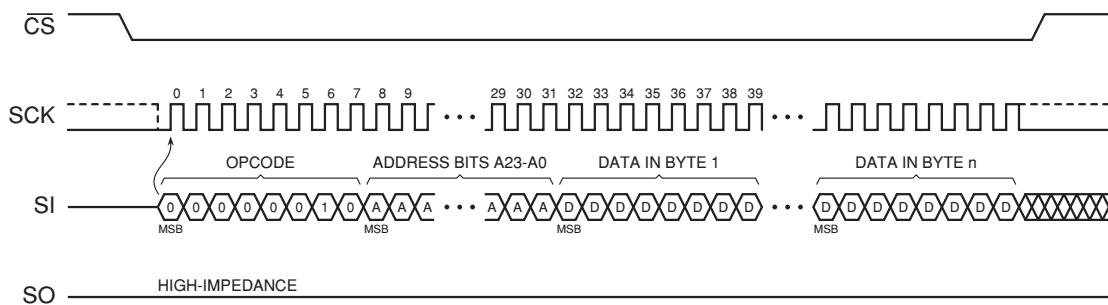 CS
0 1 2 3 4 5 6 7 8 9 29 30 31 32 33 34 35 36 37 38 39
SCK
OPCODE ADDRESS BITS A23-A0 DATA IN BYTE 1 DATA IN BYTE n
SI 0 0 0 0 0 0 1 0 A A A A A A D D D D D D D D D D D D D D D D
MSB MSB MSB MSB
HIGH-IMPEDANCE
SO